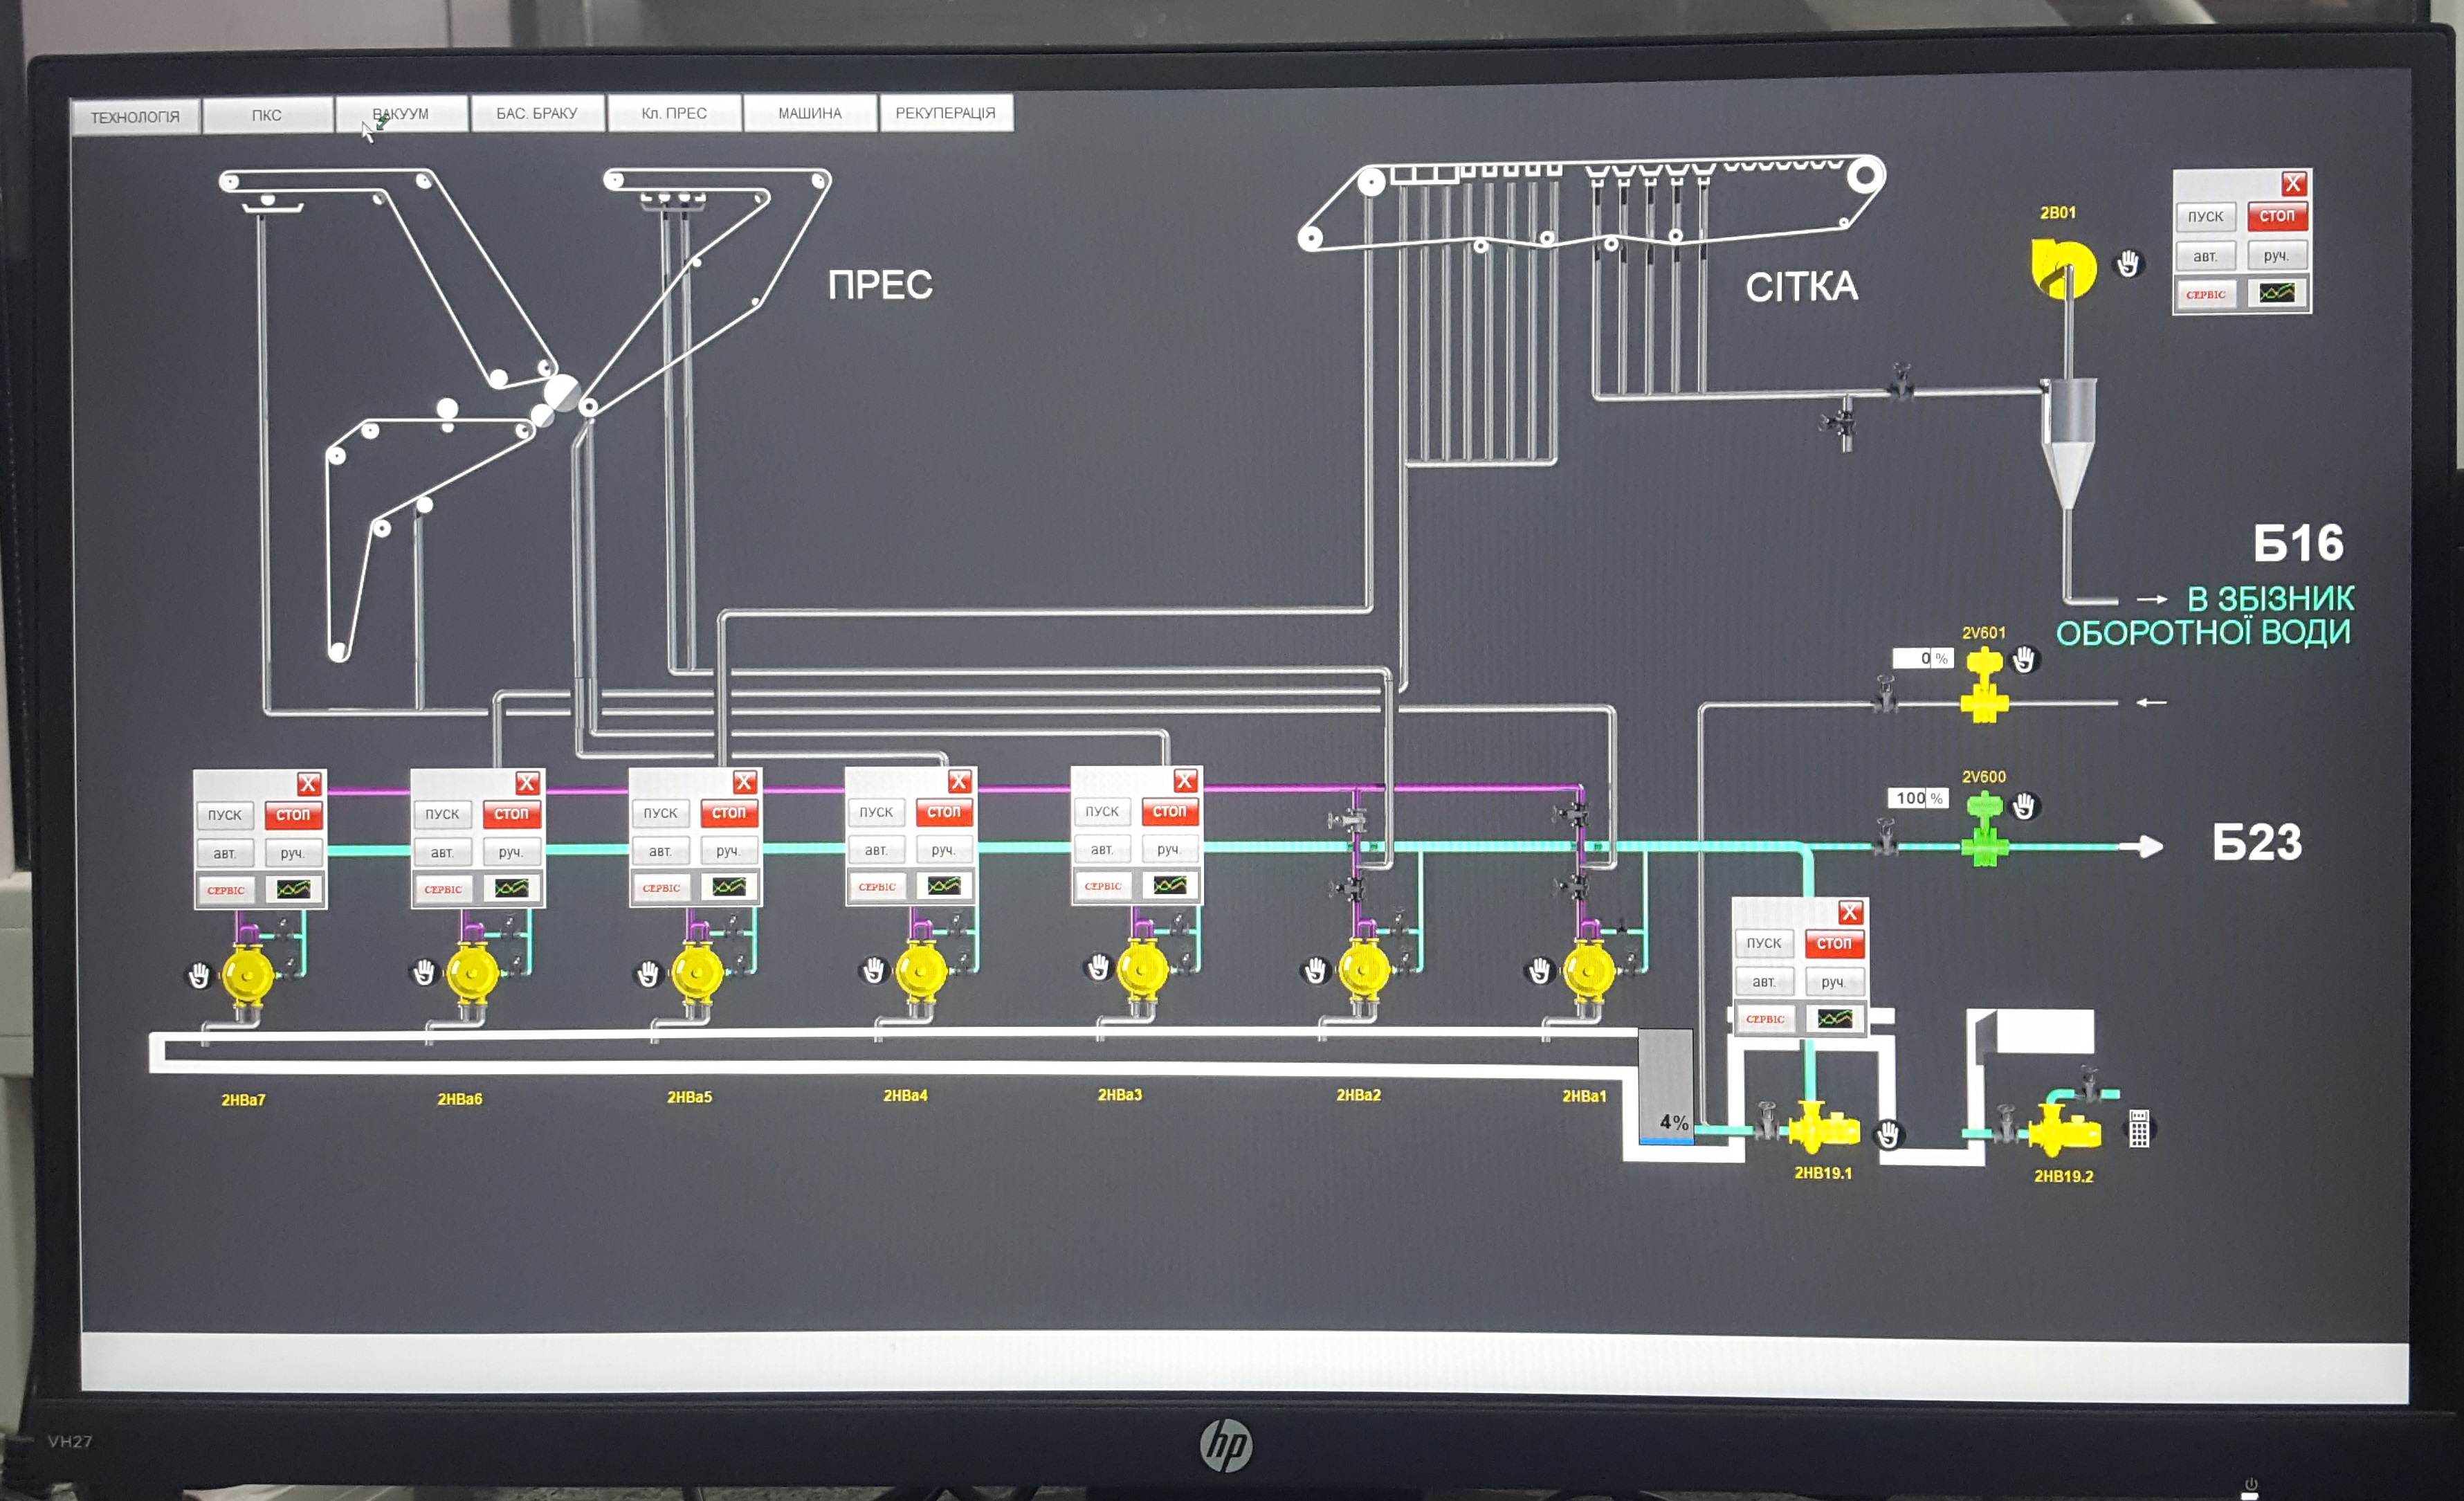 ТЕХНОЛОГІЯ ПКС ВАКУУМ БАС. БРАКУ Кл. ПРЕС МАШИНА РЕКУПЕРАЦІЯ
X
2В01
ПУСК СТОП
авт. руч.
СЕРВІС
ПРЕС
СІТКА
Б16
В ЗБІЗНИК
ОБОРОТНОЇ ВОДИ
2V601
0 %
2V600
100 %
Б23
X X X X X
ПУСК СТОП ПУСК СТОП ПУСК СТОП ПУСК СТОП ПУСК СТОП
авт. руч. авт. руч. авт. руч. авт. руч. авт. руч.
СЕРВІС СЕРВІС СЕРВІС СЕРВІС СЕРВІС
X
ПУСК СТОП
авт. руч.
СЕРВІС
2НВа7 2НВа6 2НВа5 2НВа4 2НВа3 2НВа2 2НВа1
4%
2НВ19.1 2НВ19.2
VH27
hp